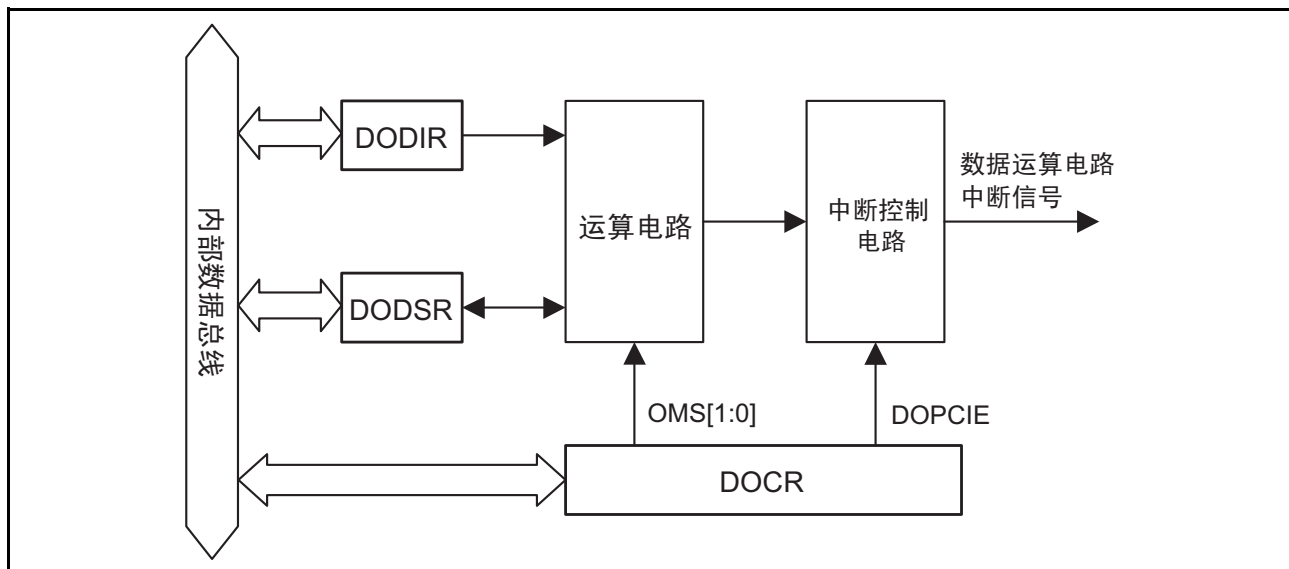 内部数据总线
DODIR
DODSR
运算电路
中断控制
电路
数据运算电路
中断信号
OMS[1:0]
DOPCIE
DOCR